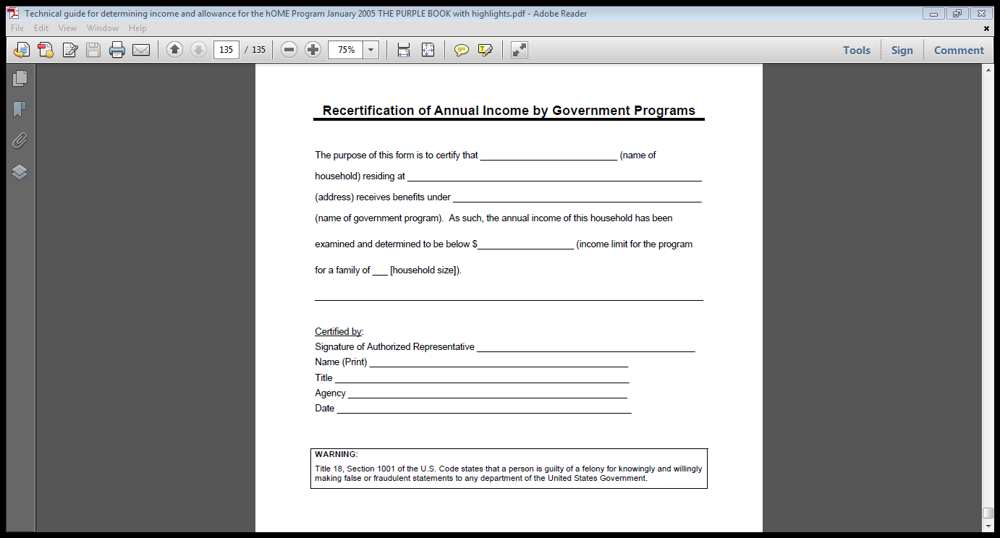 Technical guide for determining income and allowance for the hOME Program January 2005 THE PURPLE BOOK with highlights.pdf - Adobe Reader
File Edit View Window Help
135 / 135 75% Tools Sign Comment
Recertification of Annual Income by Government Programs
The purpose of this form is to certify that ___________________________ (name of
household) residing at __________________________________________________________
(address) receives benefits under _________________________________________________
(name of government program). As such, the annual income of this household has been
examined and determined to be below $___________________ (income limit for the program
for a family of ___ [household size]).
Certified by:
Signature of Authorized Representative ___________________________________________
Name (Print) ___________________________________________________
Title __________________________________________________________
Agency _______________________________________________________
Date __________________________________________________________
WARNING:
Title 18, Section 1001 of the U.S. Code states that a person is guilty of a felony for knowingly and willingly
making false or fraudulent statements to any department of the United States Government.